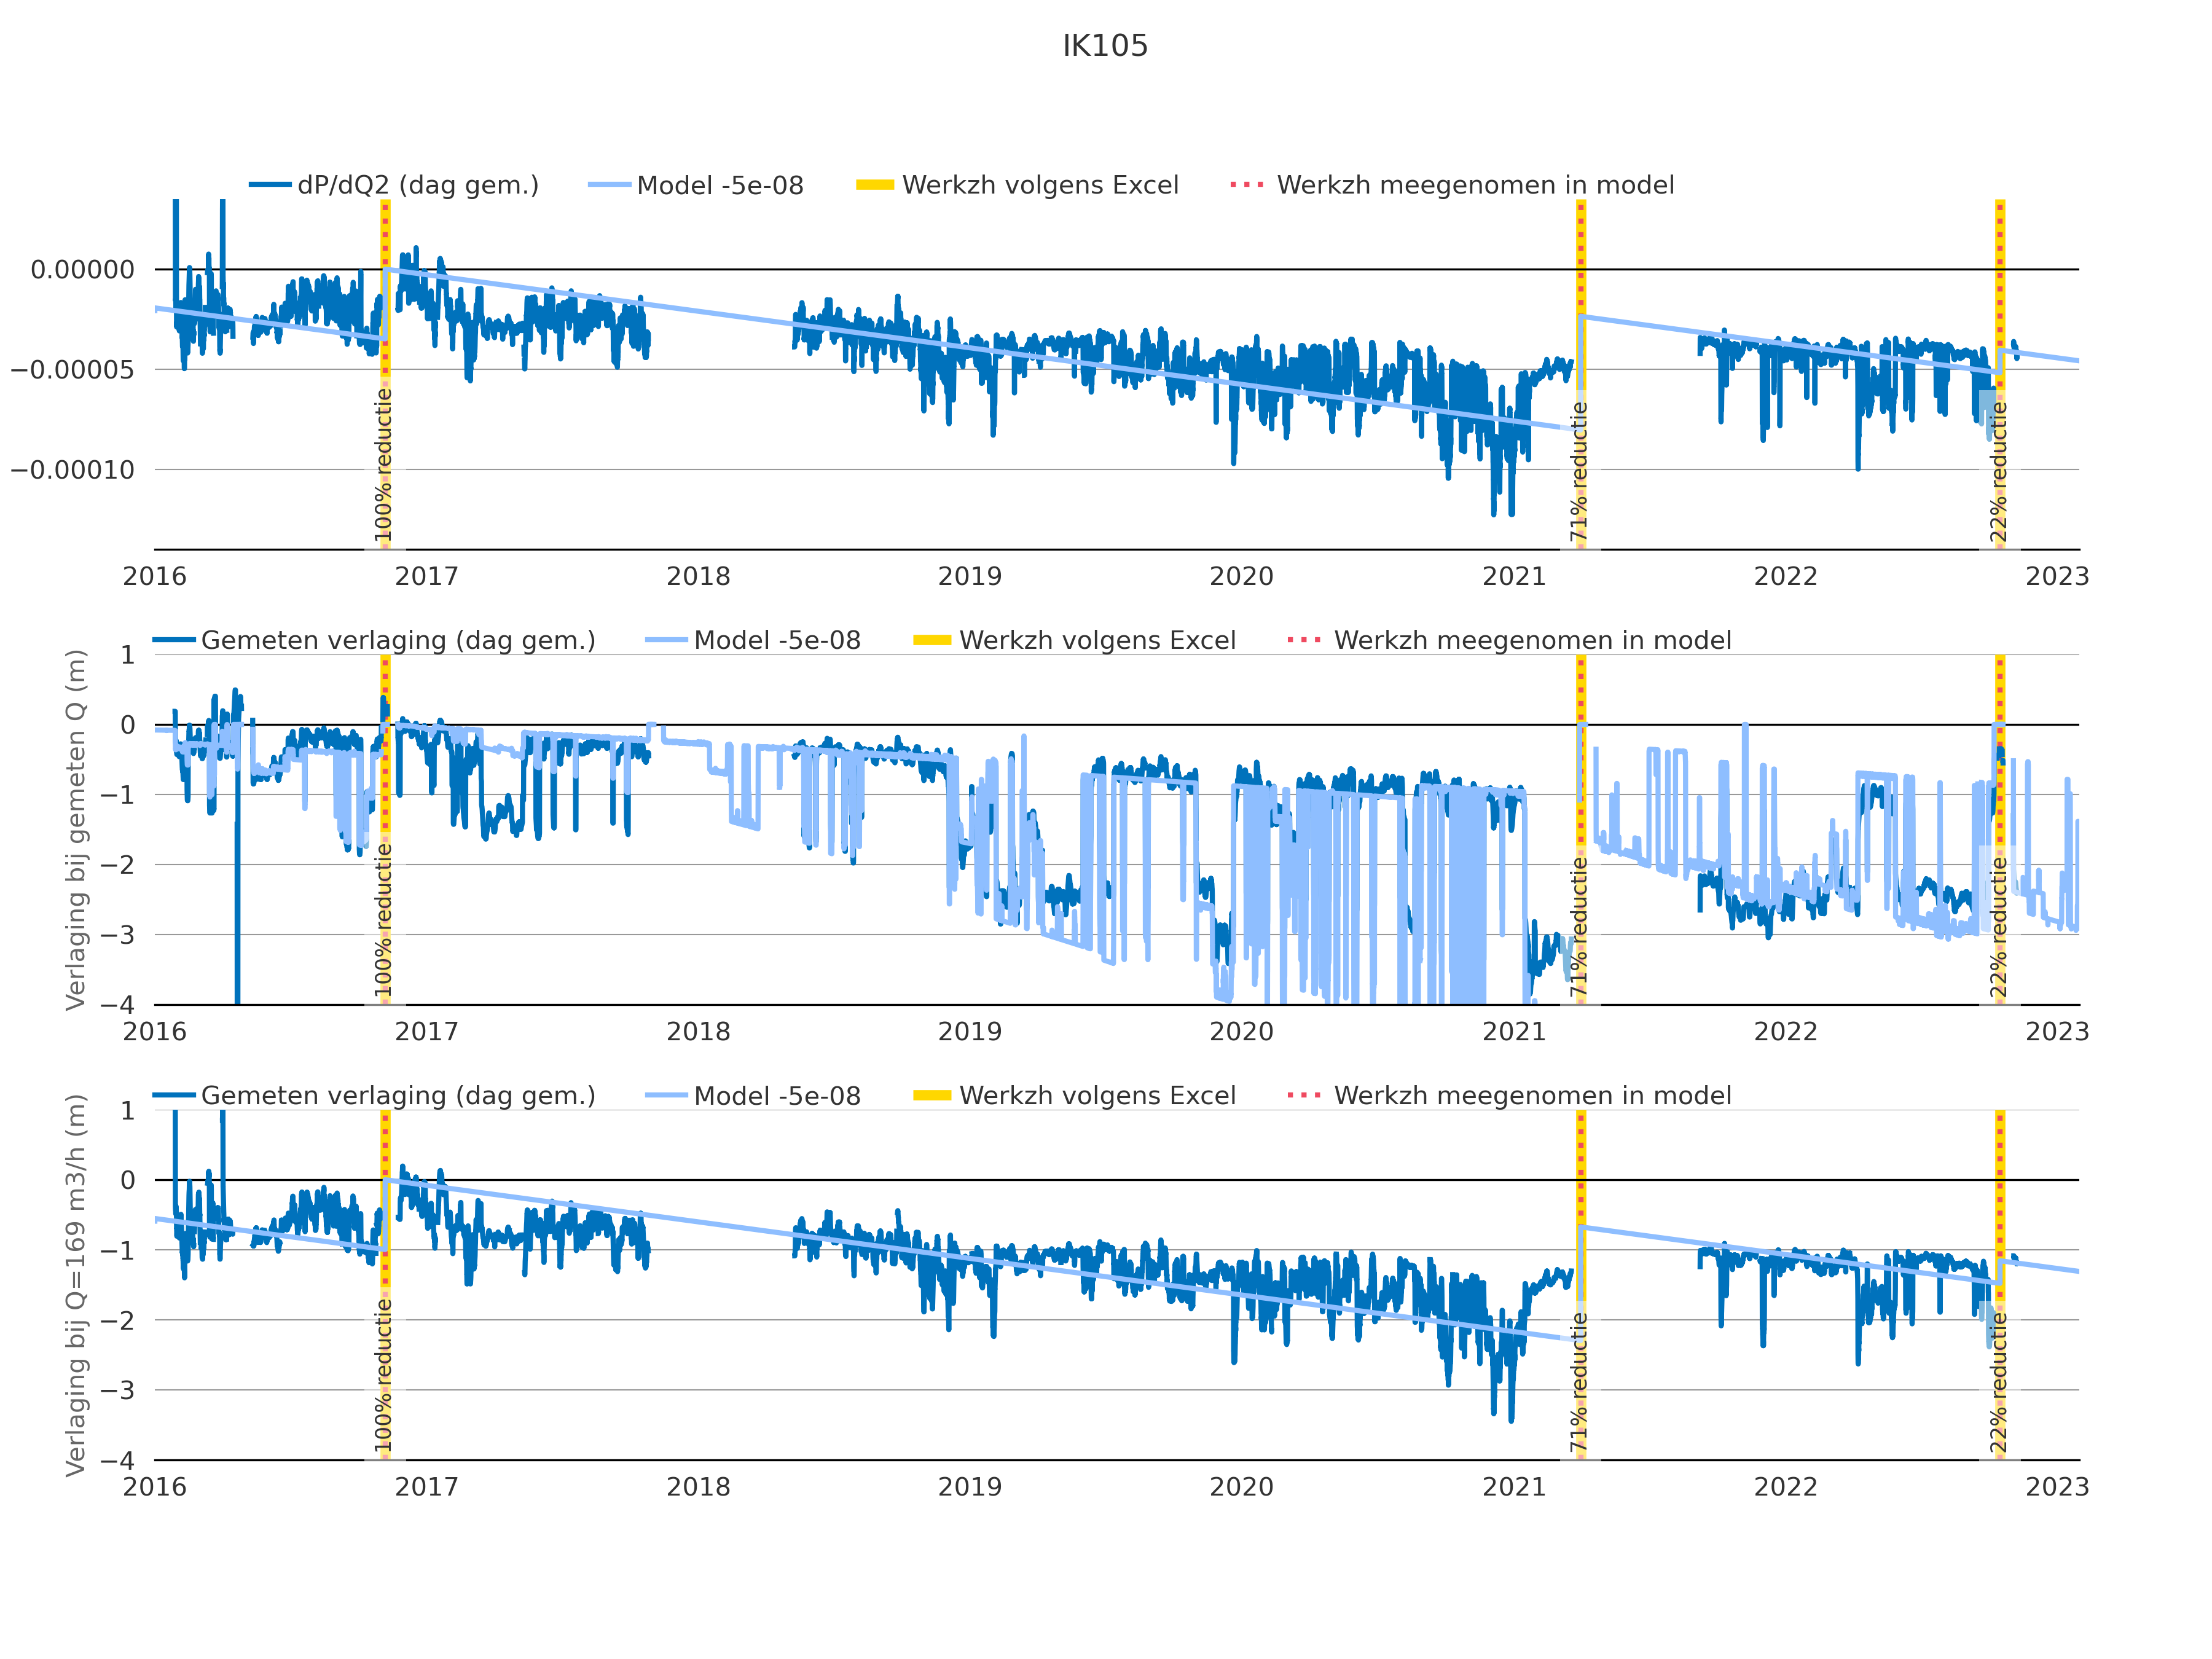 IK105
dP/dQ2 (dag gem.) Model -5e-08 Werkzh volgens Excel Werkzh meegenomen in model
0.00000
−0.00005
−0.00010
100% reductie
71% reductie
22% reductie
2016 2017 2018 2019 2020 2021 2022 2023
Gemeten verlaging (dag gem.) Model -5e-08 Werkzh volgens Excel Werkzh meegenomen in model
Verlaging bij gemeten Q (m)
1
0
−1
−2
−3
−4
100% reductie
71% reductie
22% reductie
2016 2017 2018 2019 2020 2021 2022 2023
Gemeten verlaging (dag gem.) Model -5e-08 Werkzh volgens Excel Werkzh meegenomen in model
Verlaging bij Q=169 m3/h (m)
1
0
−1
−2
−3
−4
100% reductie
71% reductie
22% reductie
2016 2017 2018 2019 2020 2021 2022 2023